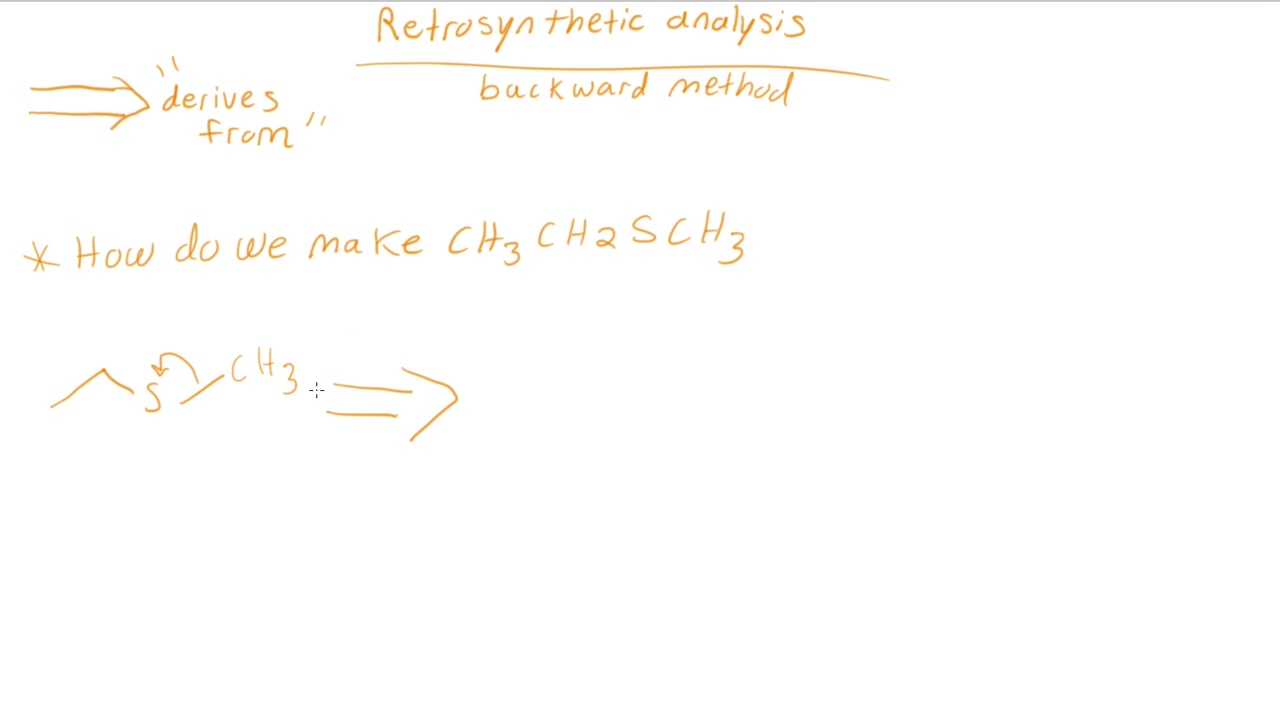 Retrosynthetic analysis
backward method
"derives
from"
* How do we make CH3CH2SCH3
S CH3